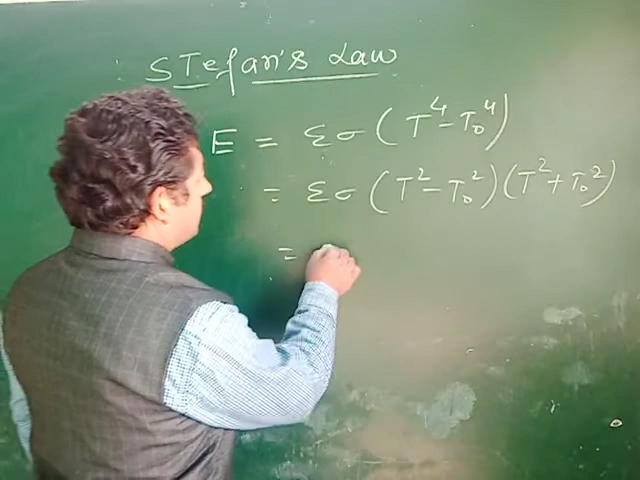 Stefan's Law
E = εσ (T⁴ - T₀⁴)
= εσ (T² - T₀²) (T² + T₀²)
=